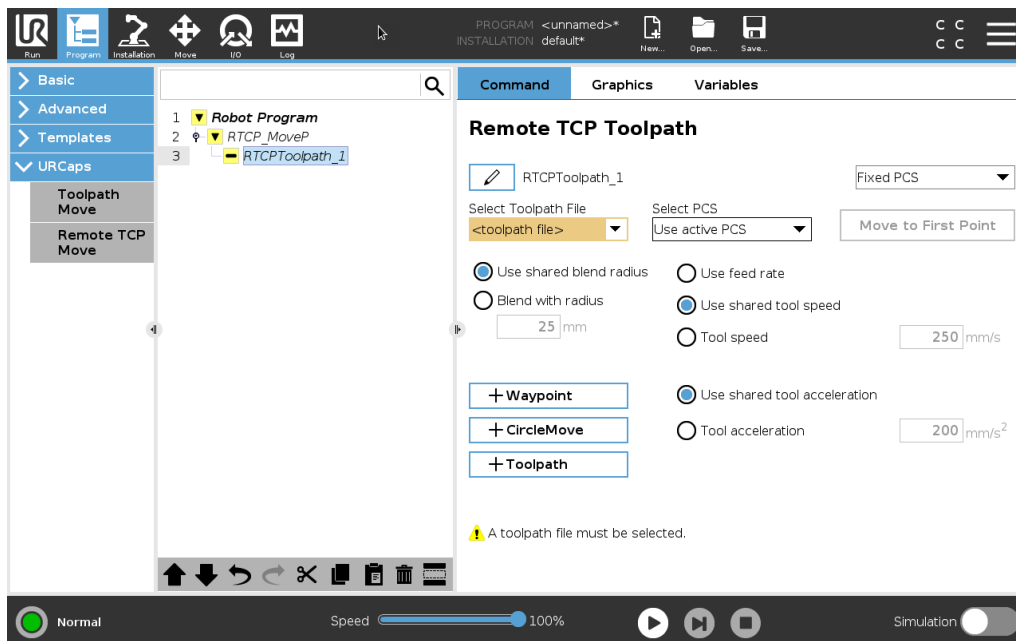 PROGRAM <unnamed>*
INSTALLATION default*
Run
Program
Installation
Move
I/O
Log
New...
Open...
Save...
C C
C C
Basic
Advanced
Templates
URCaps
Toolpath
Move
Remote TCP
Move
1 Robot Program
2 RTCP_MoveP
3 RTCPToolpath_1
Command Graphics Variables
Remote TCP Toolpath
RTCPToolpath_1
Fixed PCS
Select Toolpath File
Select PCS
<toolpath file>
Use active PCS
Move to First Point
Use shared blend radius
Use feed rate
Blend with radius
Use shared tool speed
25 mm
Tool speed
250 mm/s
+ Waypoint
Use shared tool acceleration
+ CircleMove
Tool acceleration
200 mm/s²
+ Toolpath
A toolpath file must be selected.
Normal
Speed
100%
Simulation